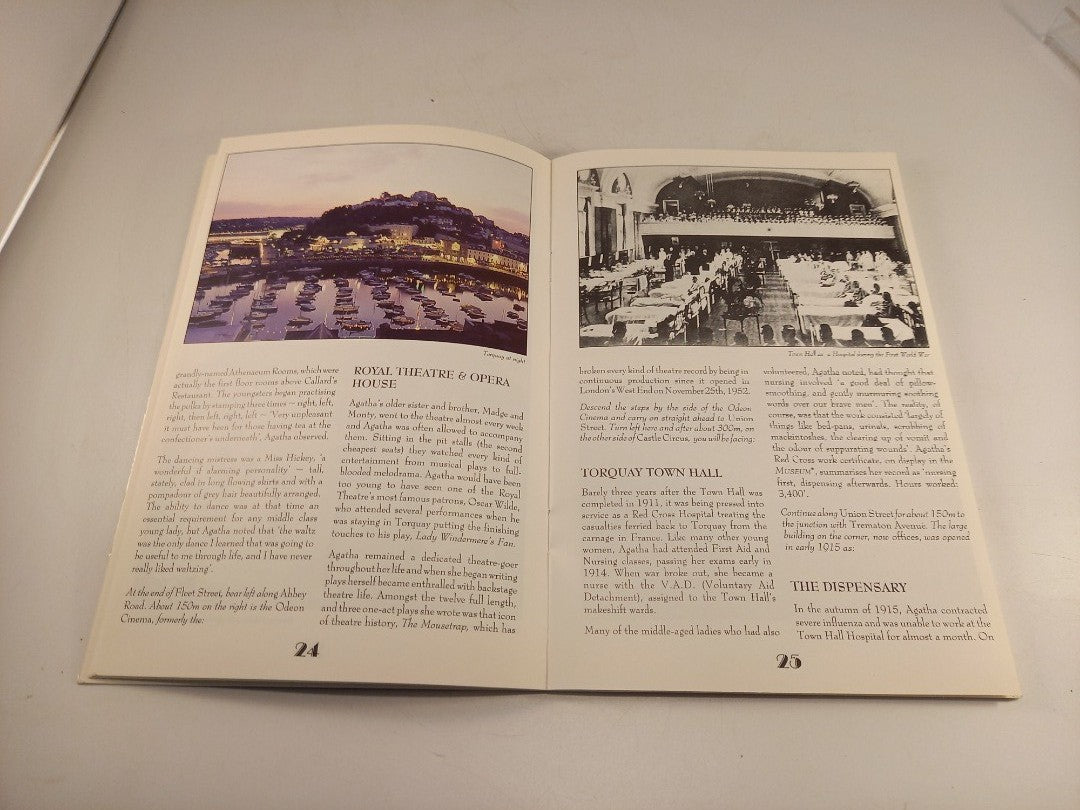 Torquay at night
grandly-named Athenaeum Rooms, which were
actually the first floor rooms above Callard's
Restaurant. The youngsters began practising
the polka by stamping three times ~ right, left,
right, then left, right, left ~ 'Very unpleasant
it must have been for those having tea at the
confectioner's underneath', Agatha observed.
The dancing mistress was a Miss Hickey, 'a
wonderful if alarming personality' ~ tall,
stately, clad in long flowing skirts and with a
pompadour of grey hair beautifully arranged.
The ability to dance was at that time an
essential requirement for any middle class
young lady, but Agatha noted that 'the waltz
was the only dance I learned that was going to
be useful to me through life, and I have never
really liked waltzing'.
At the end of Fleet Street, bear left along Abbey
Road. About 150m on the right is the Odeon
Cinema, formerly the:
ROYAL THEATRE & OPERA
HOUSE
Agatha's older sister and brother, Madge and
Monty, went to the theatre almost every week
and Agatha was often allowed to accompany
them. Sitting in the pit stalls (the second
cheapest seats) they watched every kind of
entertainment from musical plays to full-
blooded melodrama. Agatha would have been
too young to have seen one of the Royal
Theatre's most famous patrons, Oscar Wilde,
who attended several performances when he
was staying in Torquay putting the finishing
touches to his play, Lady Windermere's Fan.
Agatha remained a dedicated theatre-goer
throughout her life and when she began writing
plays herself became enthralled with backstage
theatre life. Amongst the twelve full length,
and three one-act plays she wrote was that icon
of theatre history, The Mousetrap, which has
24
Town Hall as a Hospital during the First World War
broken every kind of theatre record by being in
continuous production since it opened in
London's West End on November 25th, 1952.
Descend the steps by the side of the Odeon
Cinema and carry on straight ahead to Union
Street. Turn left here and after about 300m, on
the other side of Castle Circus, you will be facing:
TORQUAY TOWN HALL
Barely three years after the Town Hall was
completed in 1911, it was being pressed into
service as a Red Cross Hospital treating the
casualties ferried back to Torquay from the
carnage in France. Like many other young
women, Agatha had attended First Aid and
Nursing classes, passing her exams early in
1914. When war broke out, she became a
nurse with the V.A.D. (Voluntary Aid
Detachment), assigned to the Town Hall's
makeshift wards.
Many of the middle-aged ladies who had also
volunteered, Agatha noted, had thought that
nursing involved 'a good deal of pillow-
smoothing, and gently murmuring soothing
words over our brave men'. The reality, of
course, was that the work consisted 'largely of
things like bed-pans, urinals, scrubbing of
mackintoshes, the clearing up of vomit and
the odour of suppurating wounds'. Agatha's
Red Cross work certificate, on display in the
MUSEUM*, summarises her record as 'nursing
first, dispensing afterwards. Hours worked:
3,400'.
Continue along Union Street for about 150m to
the junction with Trematon Avenue. The large
building on the corner, now offices, was opened
in early 1915 as:
THE DISPENSARY
In the autumn of 1915, Agatha contracted
severe influenza and was unable to work at the
Town Hall Hospital for almost a month. On
25